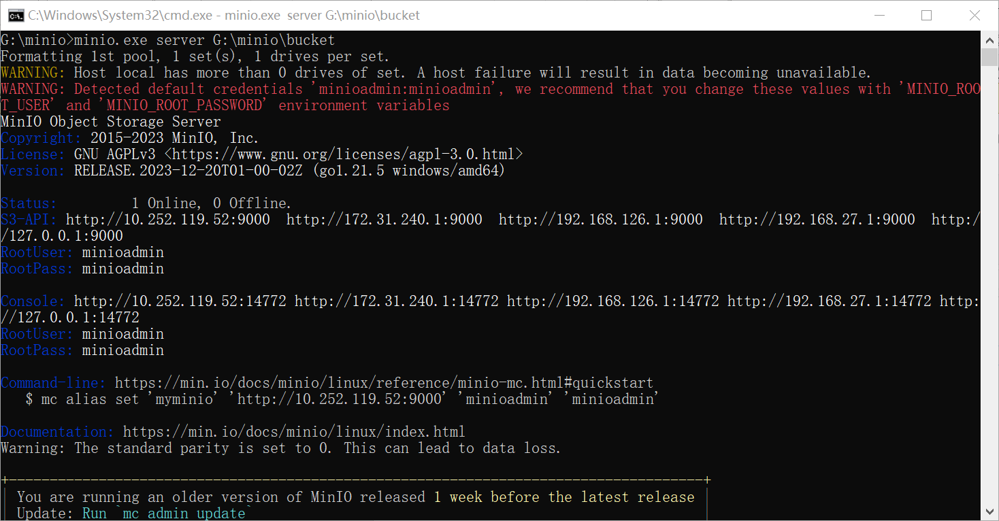 C:\Windows\System32\cmd.exe - minio.exe  server G:\minio\bucket
G:\minio>minio.exe server G:\minio\bucket
Formatting 1st pool, 1 set(s), 1 drives per set.
WARNING: Host local has more than 0 drives of set. A host failure will result in data becoming unavailable.
WARNING: Detected default credentials 'minioadmin:minioadmin', we recommend that you change these values with 'MINIO_ROO
T_USER' and 'MINIO_ROOT_PASSWORD' environment variables
MinIO Object Storage Server
Copyright: 2015-2023 MinIO, Inc.
License: GNU AGPLv3 <https://www.gnu.org/licenses/agpl-3.0.html>
Version: RELEASE.2023-12-20T01-00-02Z (go1.21.5 windows/amd64)
Status:         1 Online, 0 Offline.
S3-API: http://10.252.119.52:9000  http://172.31.240.1:9000  http://192.168.126.1:9000  http://192.168.27.1:9000  http:/
/127.0.0.1:9000
RootUser: minioadmin
RootPass: minioadmin
Console: http://10.252.119.52:14772 http://172.31.240.1:14772 http://192.168.126.1:14772 http://192.168.27.1:14772 http:
//127.0.0.1:14772
RootUser: minioadmin
RootPass: minioadmin
Command-line: https://min.io/docs/minio/linux/reference/minio-mc.html#quickstart
   $ mc alias set 'myminio' 'http://10.252.119.52:9000' 'minioadmin' 'minioadmin'
Documentation: https://min.io/docs/minio/linux/index.html
Warning: The standard parity is set to 0. This can lead to data loss.
You are running an older version of MinIO released 1 week before the latest release
Update: Run `mc admin update`